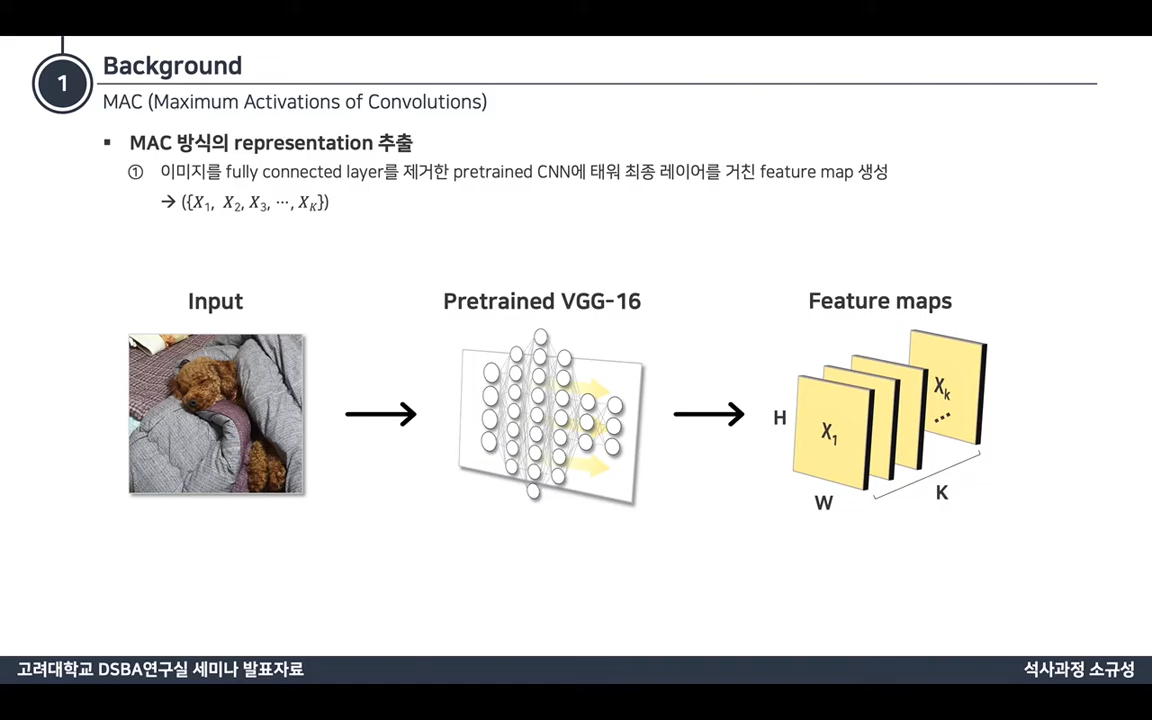 1
Background
MAC (Maximum Activations of Convolutions)
▪ MAC 방식의 representation 추출
① 이미지를 fully connected layer를 제거한 pretrained CNN에 태워 최종 레이어를 거친 feature map 생성
→ ({X₁, X₂, X₃, ⋯, X_K})
Input
Pretrained VGG-16
Feature maps
H
X₁
Xₖ
...
W
K
고려대학교 DSBA연구실 세미나 발표자료
석사과정 소규성